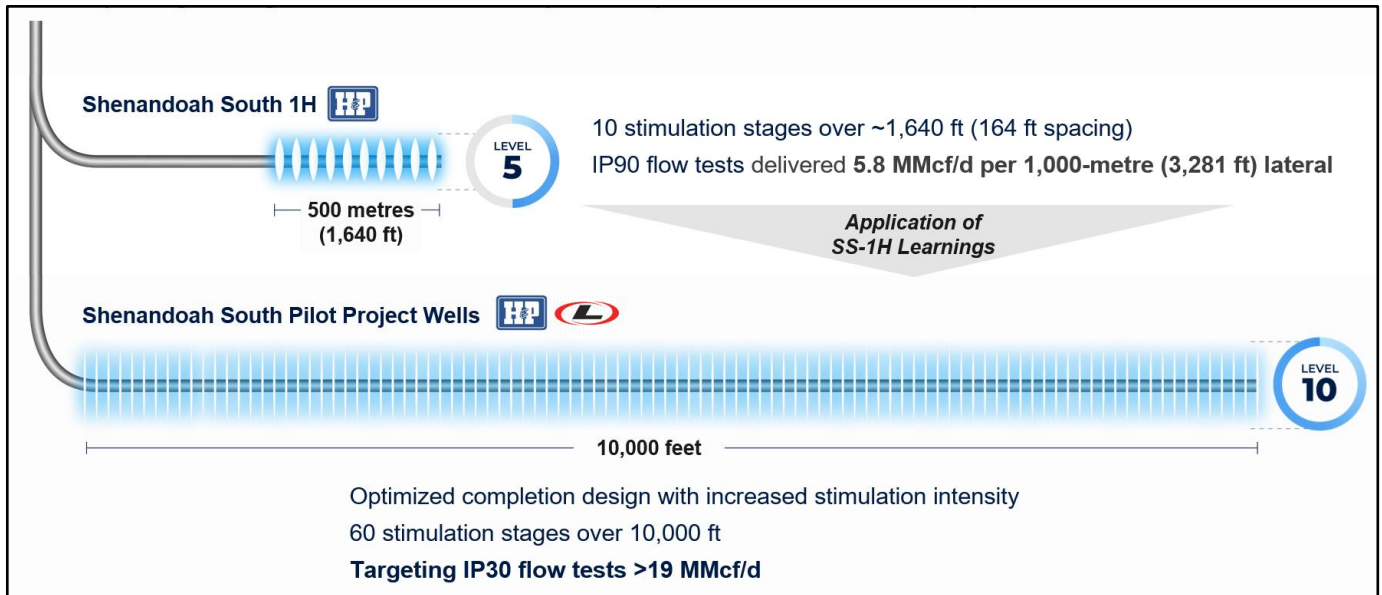 Shenandoah South 1H H&P
LEVEL
5
10 stimulation stages over ~1,640 ft (164 ft spacing)
IP90 flow tests delivered 5.8 MMcf/d per 1,000-metre (3,281 ft) lateral
500 metres
(1,640 ft)
Application of
SS-1H Learnings
Shenandoah South Pilot Project Wells H&P L
LEVEL
10
10,000 feet
Optimized completion design with increased stimulation intensity
60 stimulation stages over 10,000 ft
Targeting IP30 flow tests >19 MMcf/d